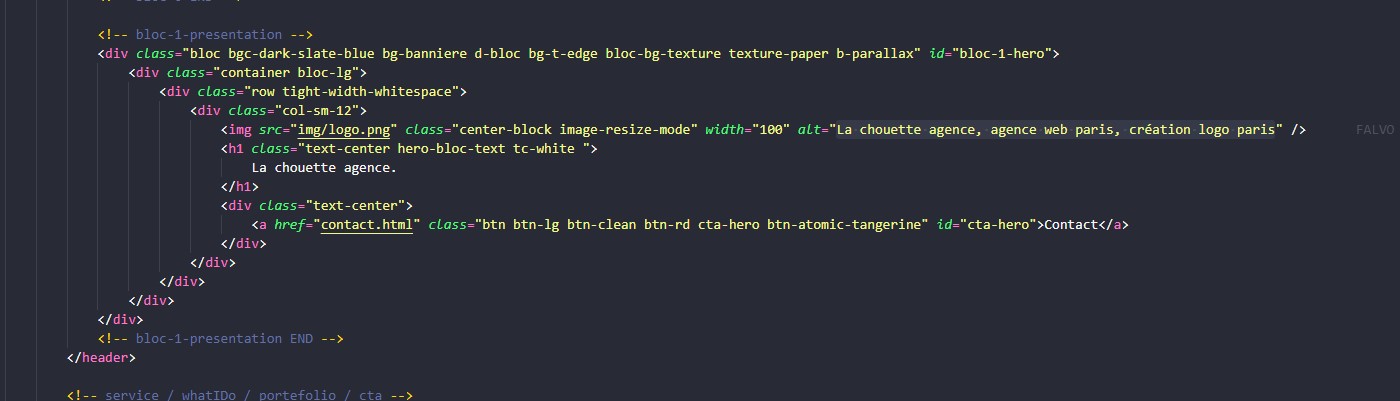 <!-- bloc-1-presentation -->
<div class="bloc bgc-dark-slate-blue bg-banniere d-bloc bg-t-edge bloc-bg-texture texture-paper b-parallax" id="bloc-1-hero">
<div class="container bloc-lg">
<div class="row tight-width-whitespace">
<div class="col-sm-12">
<img src="img/logo.png" class="center-block image-resize-mode" width="100" alt="La chouette agence, agence web paris, création logo paris" /> FALVO
<h1 class="text-center hero-bloc-text tc-white ">
La chouette agence.
</h1>
<div class="text-center">
<a href="contact.html" class="btn btn-lg btn-clean btn-rd cta-hero btn-atomic-tangerine" id="cta-hero">Contact</a>
</div>
</div>
</div>
</div>
</div>
<!-- bloc-1-presentation END -->
</header>
<!-- service / whatIDo / portefolio / cta -->